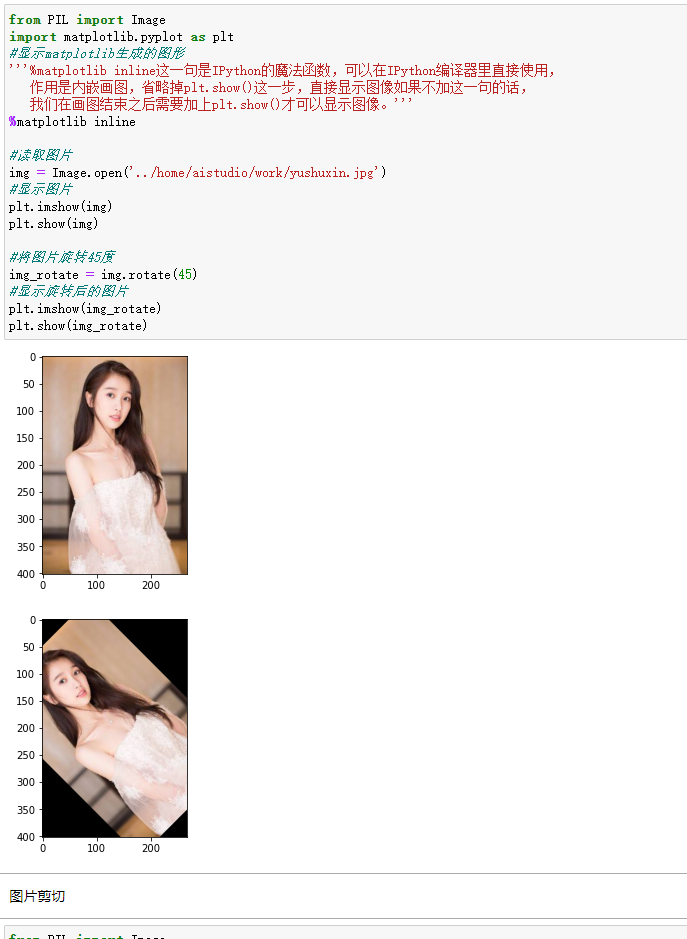 from PIL import Image
import matplotlib.pyplot as plt
#显示matplotlib生成的图形
'''%matplotlib inline这一句是IPython的魔法函数，可以在IPython编译器里直接使用，
作用是内嵌画图，省略掉plt.show()这一步，直接显示图像如果不加这一句的话，
我们在画图结束之后需要加上plt.show()才可以显示图像。'''
%matplotlib inline
#读取图片
img = Image.open('../home/aistudio/work/yushuxin.jpg')
#显示图片
plt.imshow(img)
plt.show(img)
#将图片旋转45度
img_rotate = img.rotate(45)
#显示旋转后的图片
plt.imshow(img_rotate)
plt.show(img_rotate)
0
50
100
150
200
250
300
350
400
0 100 200
0
50
100
150
200
250
300
350
400
0 100 200
图片剪切
from PIL import Image